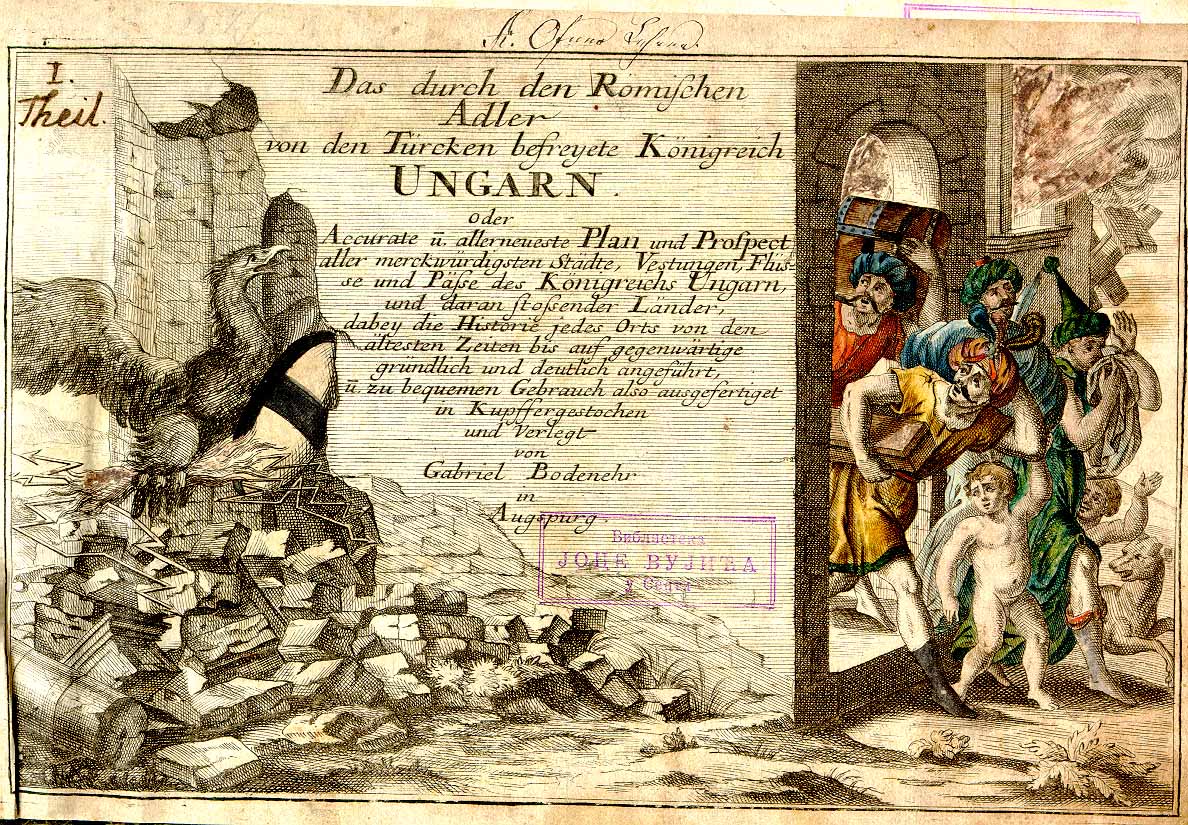 I.
Theil.
Das durch den Römiſchen
Adler
von den Türcken befreyete Königreich
UNGARN.
oder
Accurate ū. allerneueste Plan und Proſpect
aller merckwürdigsten Städte, Vestungen, Flüs-
se und Päſse des Königreichs Ungarn,
und daran ſtoſsender Länder,
dabey die Historie jedes Orts von den
ältesten Zeiten bis auf gegenwärtige
gründlich und deutlich angeführt,
ū. zu bequemen Gebrauch also ausgefertiget
in Kupffergestochen
und Verlegt
von
Gabriel Bodenehr
in
Augspurg.
Библиотека
ЈОЦЕ ВУЈИЋА
у Сенти